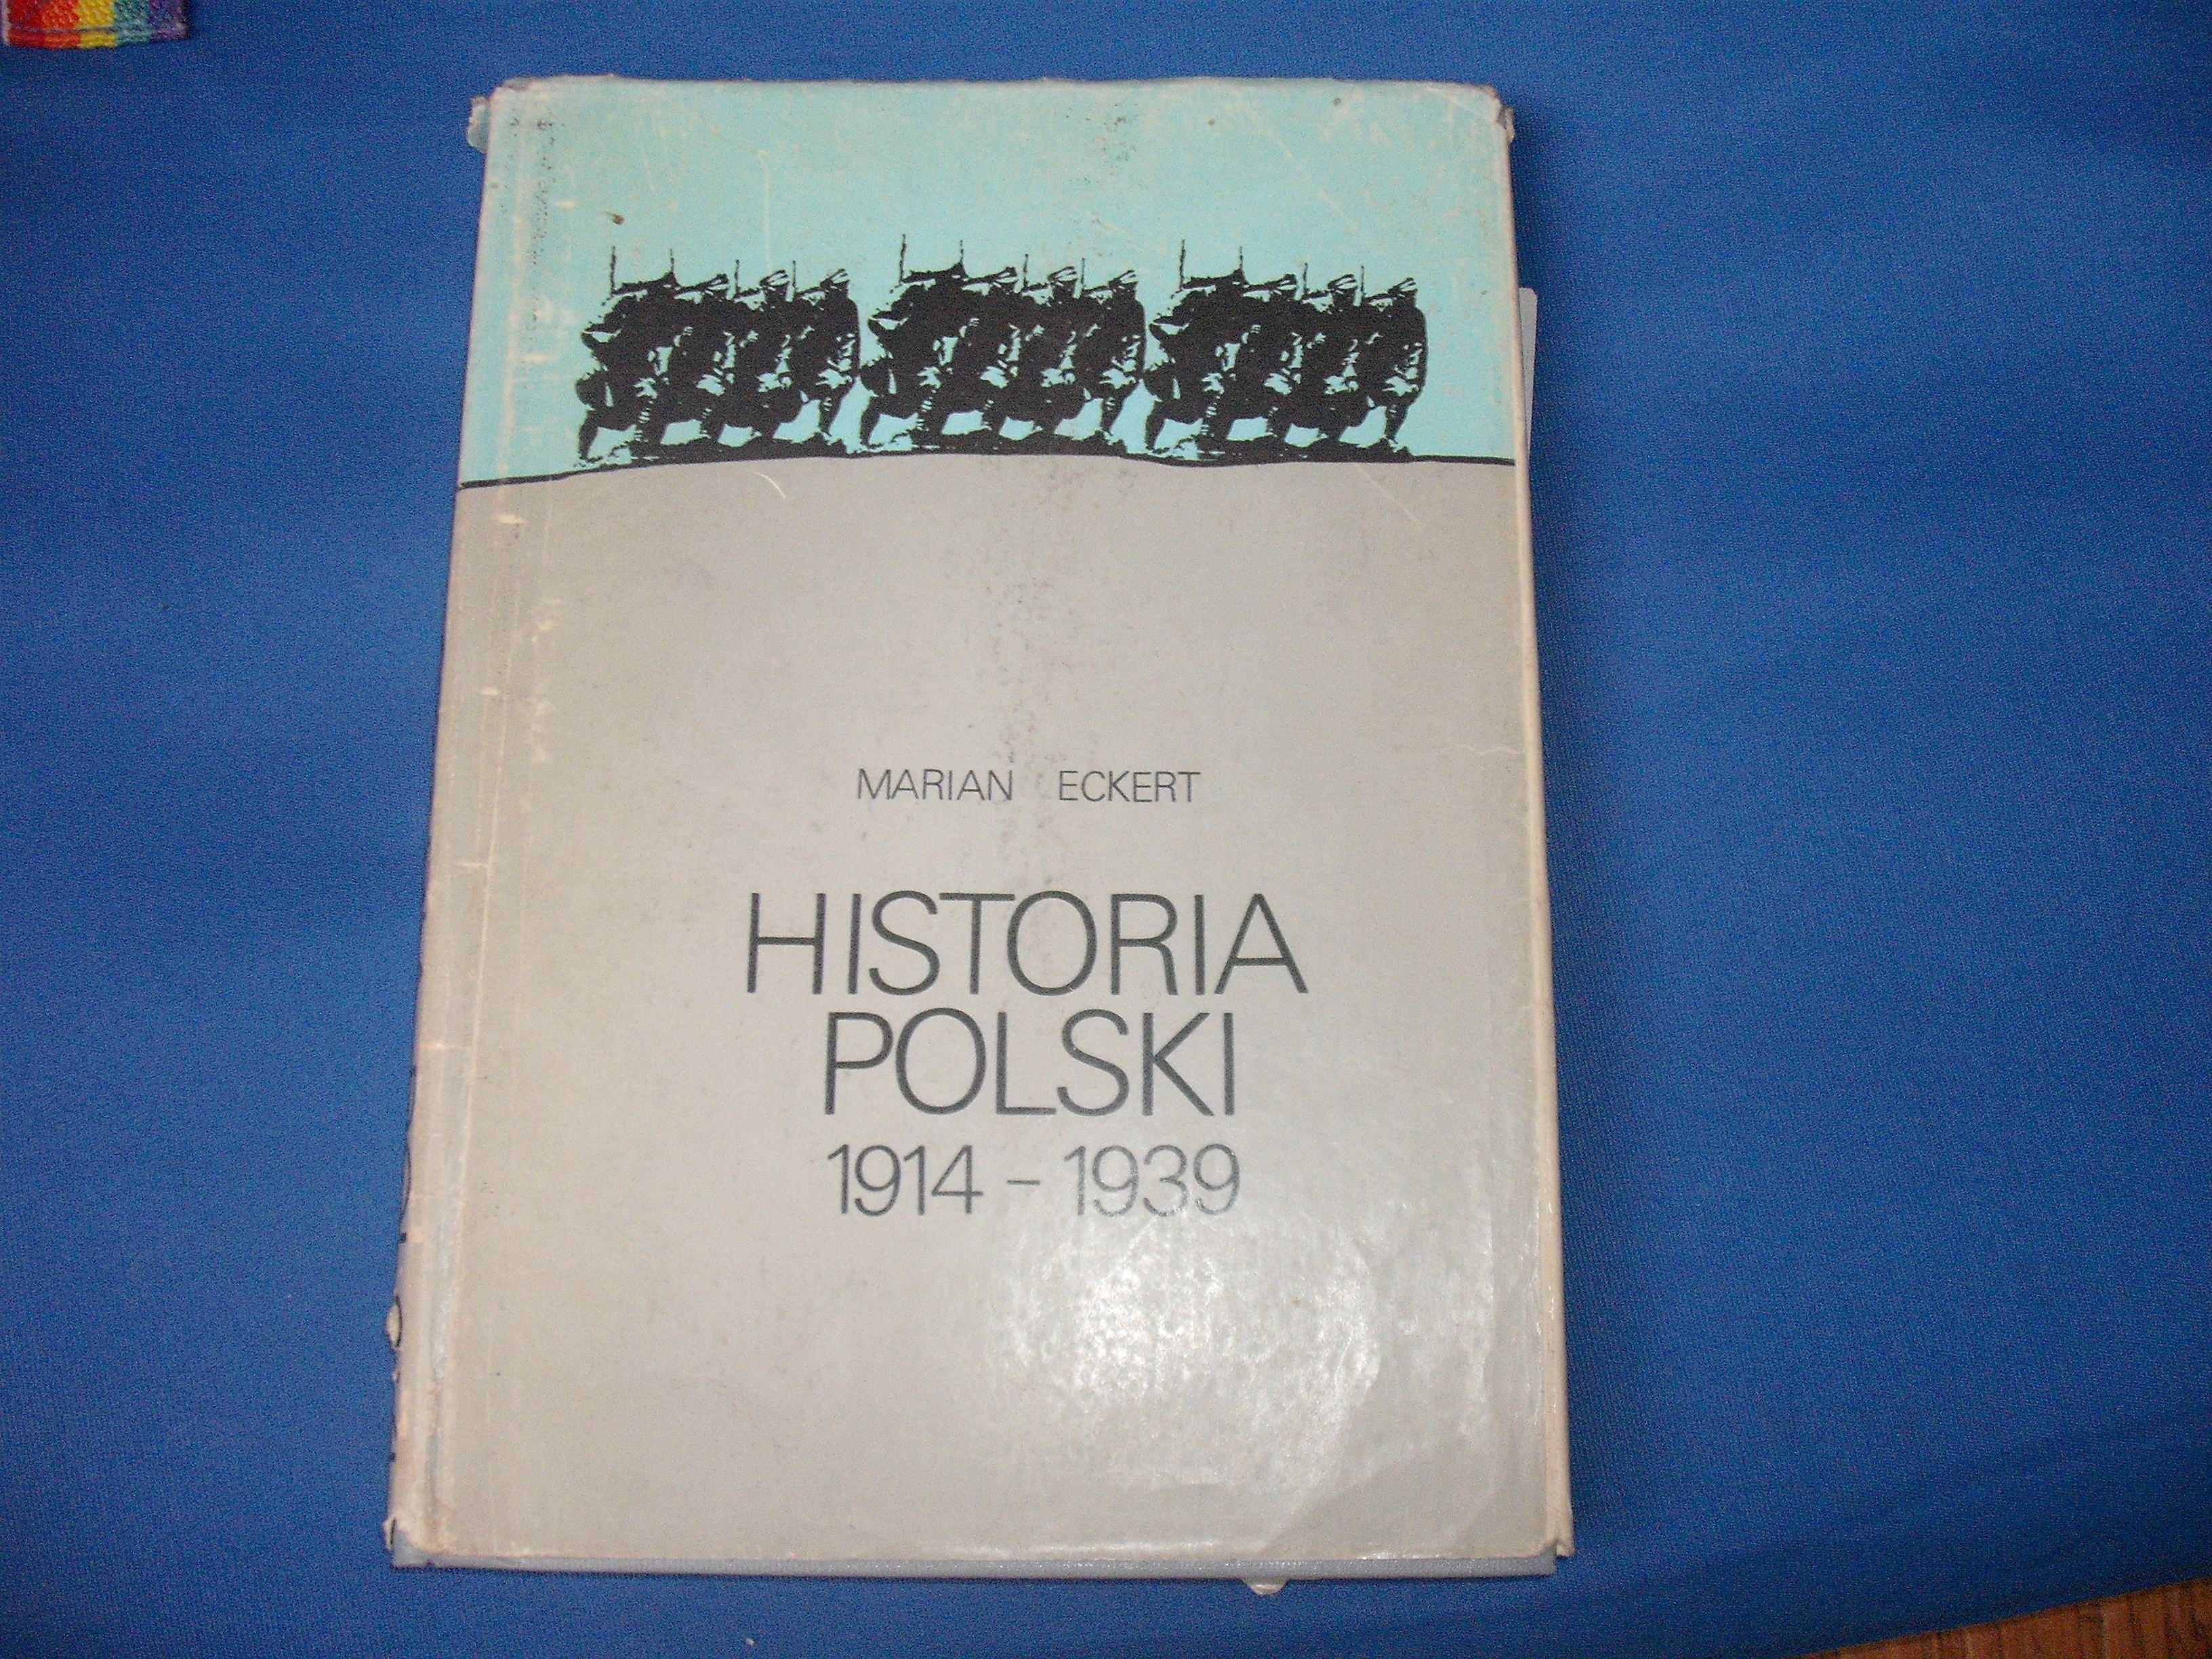 MARIAN ECKERT
HISTORIA
POLSKI
1914 - 1939